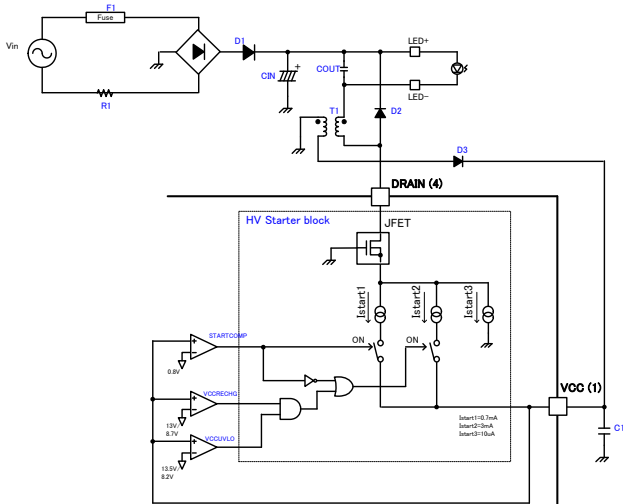 F1
Fuse
Vin
R1
D1
CIN
+
COUT
LED+
LED-
T1
D2
D3
DRAIN (4)
HV Starter block
JFET
Istart1
Istart2
Istart3
STARTCOMP
+
-
0.8V
ON
ON
VCCRECHG
+
-
13V/
8.7V
VCCUVLO
+
-
13.5V/
8.2V
Istart1=0.7mA
Istart2=3mA
Istart3=10uA
VCC (1)
C1